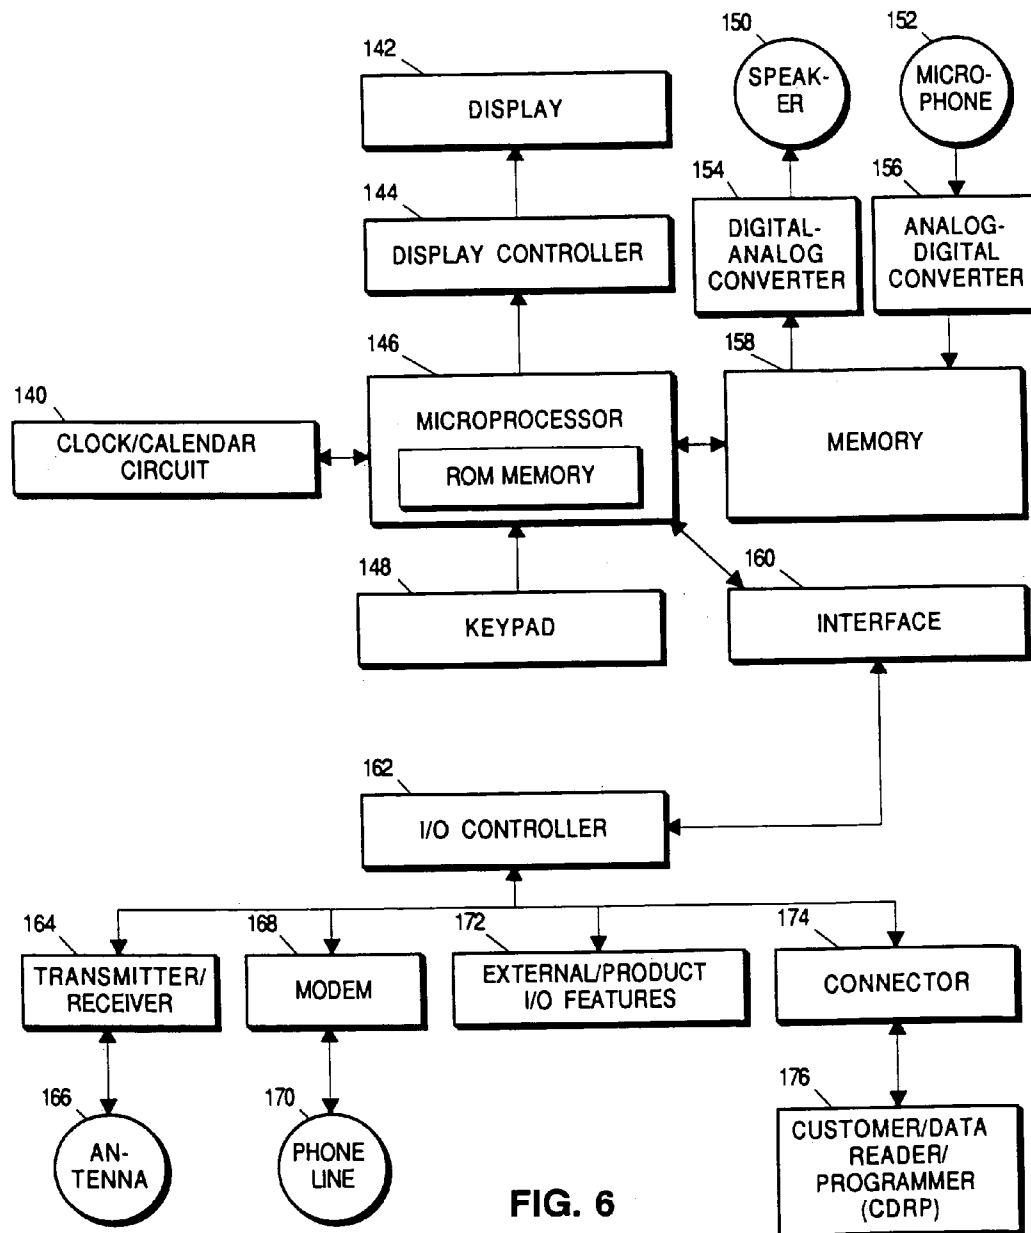 150
152
142
SPEAK-
ER
MICRO-
PHONE
DISPLAY
144
154
156
DISPLAY CONTROLLER
DIGITAL-
ANALOG
CONVERTER
ANALOG-
DIGITAL
CONVERTER
146
158
140
MICROPROCESSOR
ROM MEMORY
MEMORY
CLOCK/CALENDAR
CIRCUIT
148
160
KEYPAD
INTERFACE
162
I/O CONTROLLER
164
168
172
174
TRANSMITTER/
RECEIVER
MODEM
EXTERNAL/PRODUCT
I/O FEATURES
CONNECTOR
166
170
176
AN-
TENNA
PHONE
LINE
CUSTOMER/DATA
READER/
PROGRAMMER
(CDRP)
FIG. 6